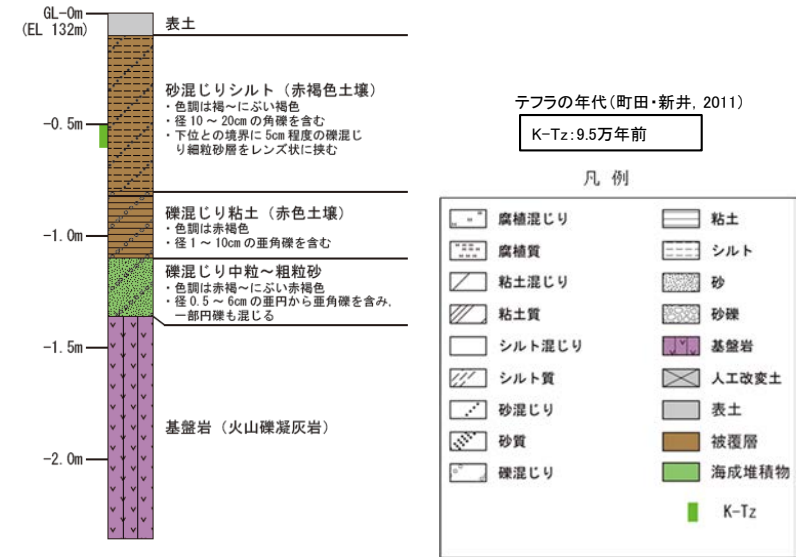 GL-0m
(EL 132m)
表土
砂混じりシルト（赤褐色土壌）
・色調は褐～にぶい褐色
・径10～20cmの角礫を含む
・下位との境界に5cm程度の礫混じ
り細粒砂層をレンズ状に挟む
-0.5m
礫混じり粘土（赤色土壌）
・色調は赤褐色
・径1～10cmの亜角礫を含む
-1.0m
礫混じり中粒～粗粒砂
・色調は赤褐～にぶい赤褐色
・径0.5～6cmの亜円から亜角礫を含み，
一部円礫も混じる
-1.5m
基盤岩（火山礫凝灰岩）
-2.0m
テフラの年代（町田・新井，2011）
K-Tz：9.5万年前
凡例
腐植混じり
腐植質
粘土混じり
粘土質
シルト混じり
シルト質
砂混じり
砂質
礫混じり
粘土
シルト
砂
砂礫
基盤岩
人工改変土
表土
被覆層
海成堆積物
K-Tz